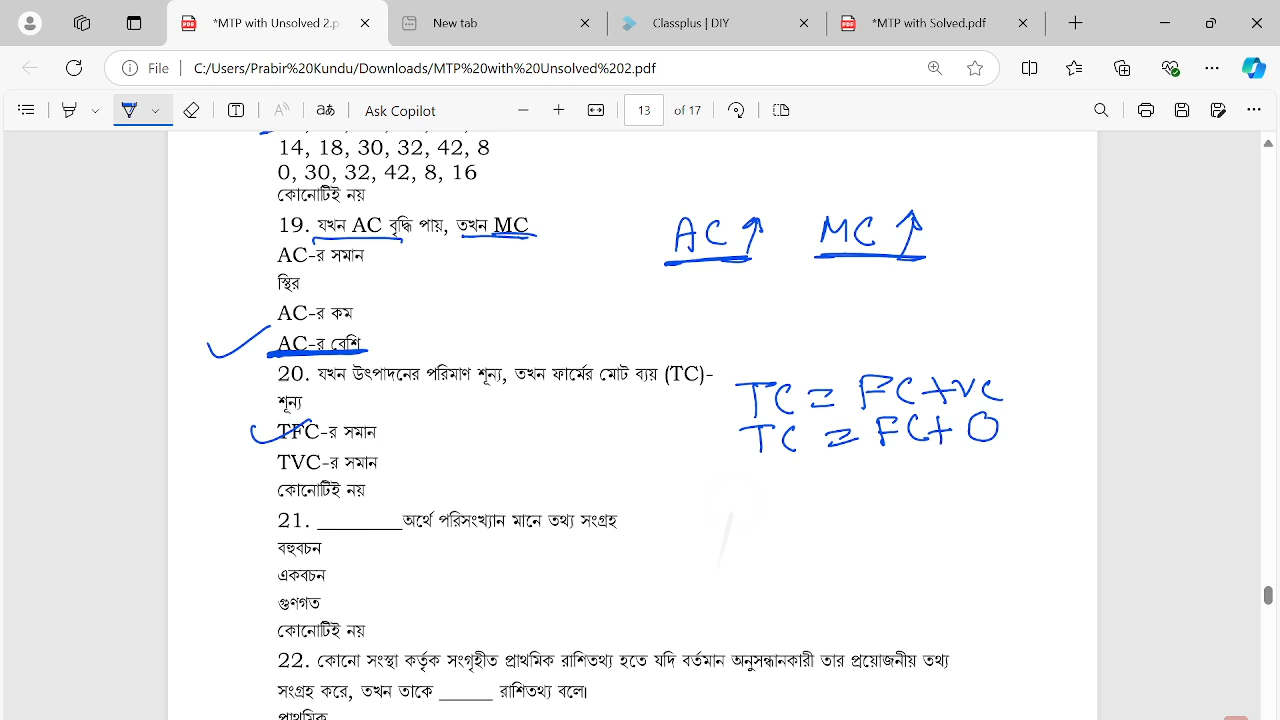 *MTP with Unsolved 2.p
New tab
Classplus | DIY
*MTP with Solved.pdf
File
C:/Users/Prabir%20Kundu/Downloads/MTP%20with%20Unsolved%202.pdf
Ask Copilot
13
of 17
14, 18, 30, 32, 42, 8
0, 30, 32, 42, 8, 16
কোনোটিই নয়
19. যখন AC বৃদ্ধি পায়, তখন MC
AC↑ MC↑
AC-র সমান
স্থির
AC-র কম
AC-র বেশি
20. যখন উৎপাদনের পরিমাণ শূন্য, তখন ফার্মের মোট ব্যয় (TC)-
TC = FC+VC
শূন্য
TFC-র সমান
TC = FC+ 0
TVC-র সমান
কোনোটিই নয়
21. ________অর্থে পরিসংখ্যান মানে তথ্য সংগ্রহ
বহুবচন
একবচন
গুণগত
কোনোটিই নয়
22. কোনো সংস্থা কর্তৃক সংগৃহীত প্রাথমিক রাশিতথ্য হতে যদি বর্তমান অনুসন্ধানকারী তার প্রয়োজনীয় তথ্য
সংগ্রহ করে, তখন তাকে _____ রাশিতথ্য বলে।
প্রাথমিক